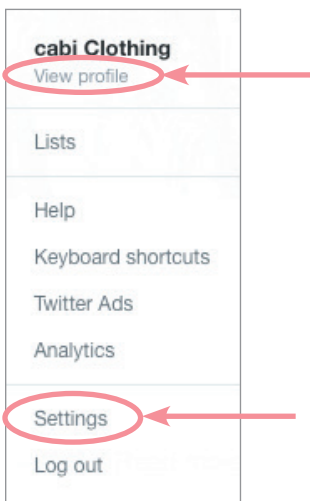 cabi Clothing
View profile
Lists
Help
Keyboard shortcuts
Twitter Ads
Analytics
Settings
Log out